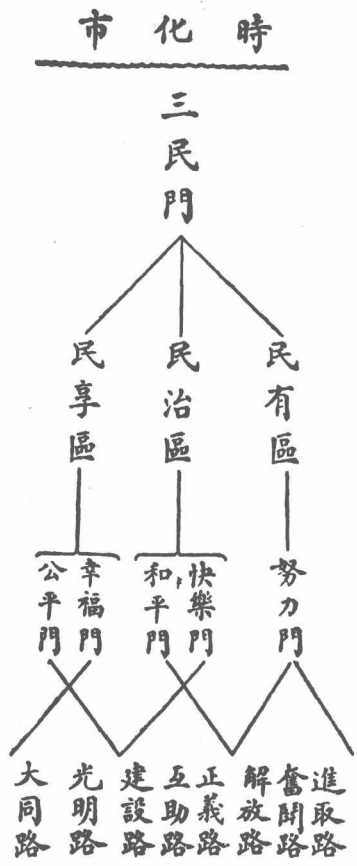 時化市
三民門
民有區
民治區
民享區
努力門
快樂門
和平門
幸福門
公平門
進取路
奮鬪路
解放路
正義路
互助路
建設路
光明路
大同路